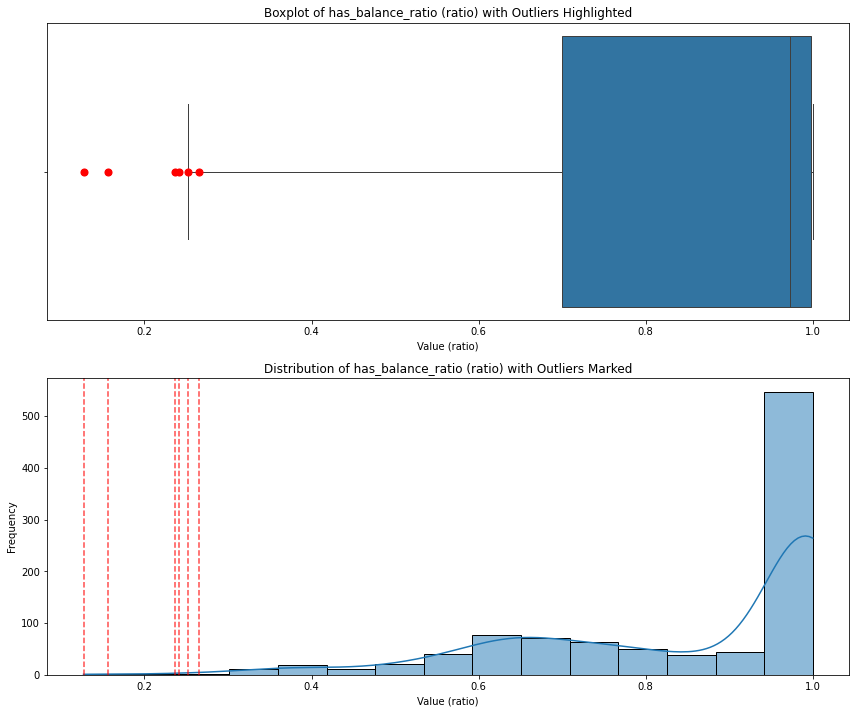 Boxplot of has_balance_ratio (ratio) with Outliers Highlighted
0.2 0.4 0.6 0.8 1.0
Value (ratio)
Distribution of has_balance_ratio (ratio) with Outliers Marked
500
400
300
200
100
0
Frequency
0.2 0.4 0.6 0.8 1.0
Value (ratio)